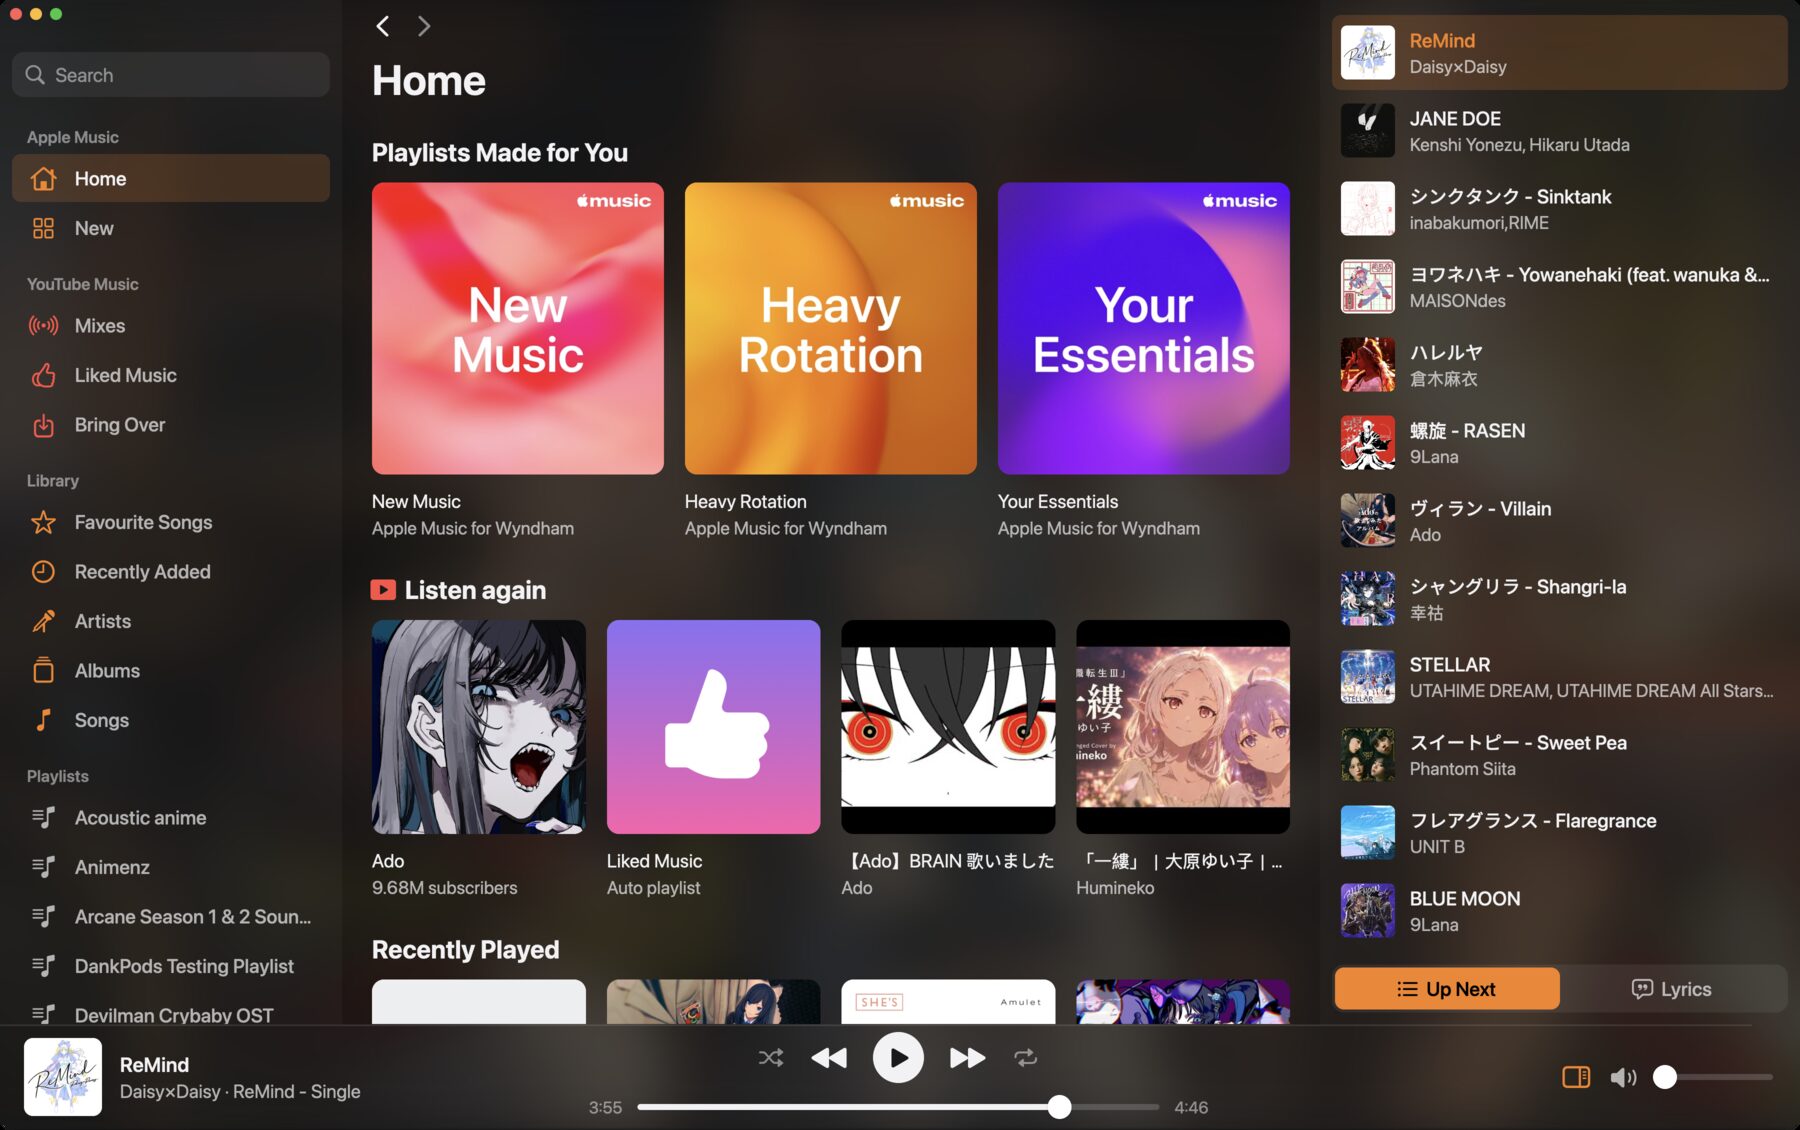 Search
Apple Music
Home
New
YouTube Music
Mixes
Liked Music
Bring Over
Library
Favourite Songs
Recently Added
Artists
Albums
Songs
Playlists
Acoustic anime
Animenz
Arcane Season 1 & 2 Soun...
DankPods Testing Playlist
Devilman Crybaby OST
Home
Playlists Made for You
music
New
Music
music
Heavy
Rotation
music
Your
Essentials
New Music
Apple Music for Wyndham
Heavy Rotation
Apple Music for Wyndham
Your Essentials
Apple Music for Wyndham
Listen again
Ado
9.68M subscribers
Liked Music
Auto playlist
【Ado】BRAIN 歌いました
Ado
「一縷」 | 大原ゆい子 | ...
Humineko
Recently Played
SHE'S
Amulet
ReMind
Daisy×Daisy
JANE DOE
Kenshi Yonezu, Hikaru Utada
シンクタンク - Sinktank
inabakumori,RIME
ヨワネハキ - Yowanehaki (feat. wanuka &...
MAISONdes
ハレルヤ
倉木麻衣
螺旋 - RASEN
9Lana
ヴィラン - Villain
Ado
シャングリラ - Shangri-la
幸祜
STELLAR
UTAHIME DREAM, UTAHIME DREAM All Stars...
スイートピー - Sweet Pea
Phantom Siita
フレアグランス - Flaregrance
UNIT B
BLUE MOON
9Lana
Up Next
Lyrics
ReMind
ReMind
Daisy×Daisy · ReMind - Single
3:55
4:46